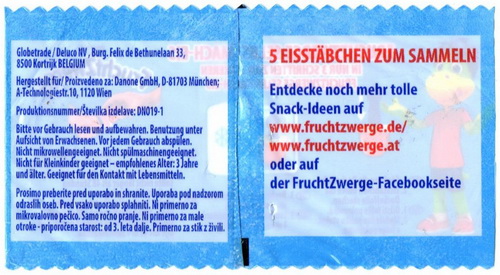 Globetrade / Deluco NV , Burg. Felix de Bethunelaan 33,
8500 Kortrijk BELGIUM
Hergestellt für/ Proizvedeno za: Danone GmbH, D-81703 München;
A-Technologiestr.10, 1120 Wien
Produktionsnummer/Številka izdelave: DN019-1
Bitte vor Gebrauch lesen und aufbewahren. Benutzung unter
Aufsicht von Erwachsenen. Vor jedem Gebrauch abspülen.
Nicht mikrowellengeeignet. Nicht spülmaschinengeeignet.
Nicht für Kleinkinder geeignet – empfohlenes Alter: 3 Jahre
und älter. Geeignet für den Kontakt mit Lebensmitteln.
Prosimo preberite pred uporabo in shranite. Uporaba pod nadzorom
odraslih oseb. Pred vsako uporabo splahniti. Ni primerno za
mikrovalovno pečico. Samo ročno pranje. Ni primerno za male
otroke - priporočena starost: od 3. leta dalje. Primerno za stik z živili.
5 EISSTÄBCHEN ZUM SAMMELN
Entdecke noch mehr tolle
Snack-Ideen auf
www.fruchtzwerge.de/
www.fruchtzwerge.at
oder auf
der FruchtZwerge-Facebookseite